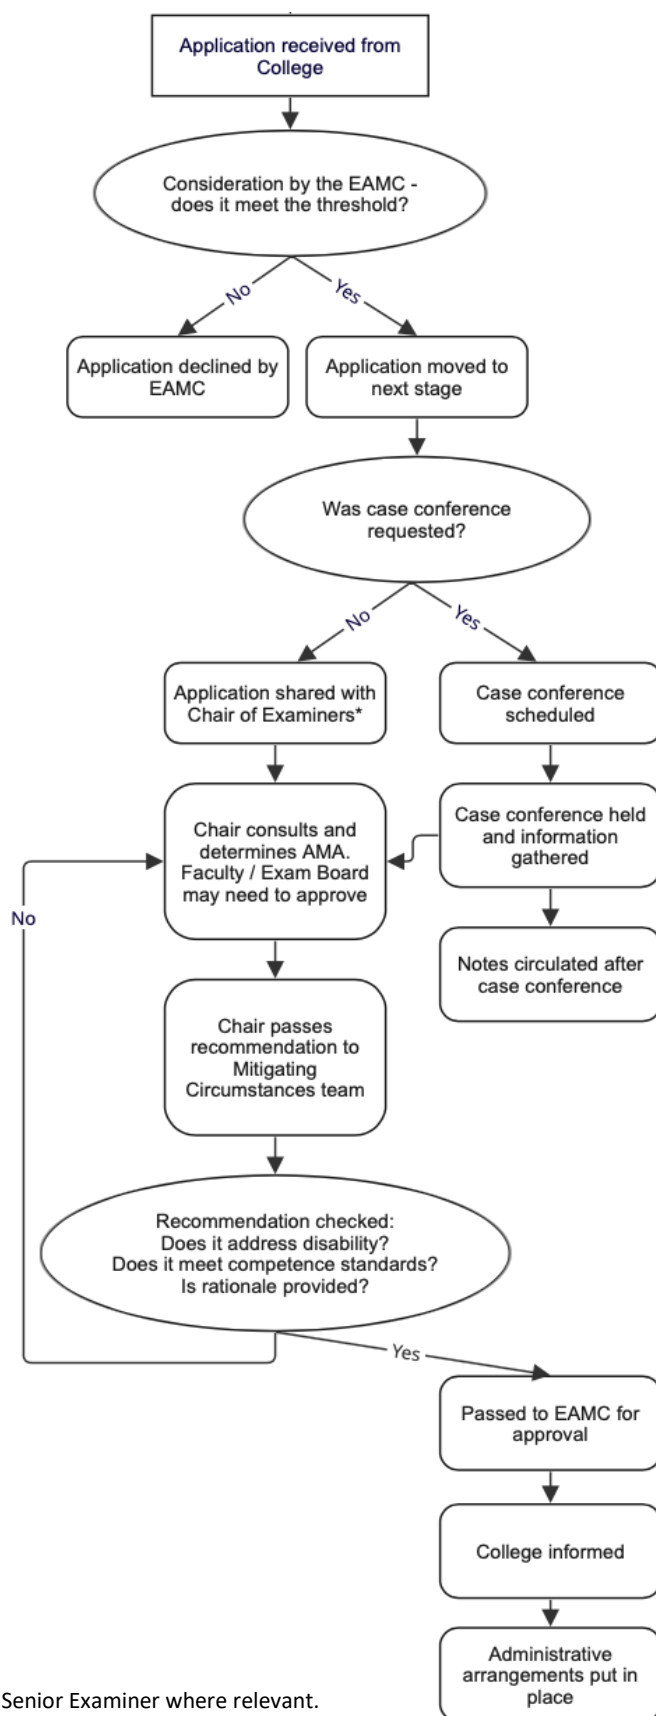 Application received from
College
Consideration by the EAMC -
does it meet the threshold?
No
Yes
Application declined by
EAMC
Application moved to
next stage
Was case conference
requested?
No
Yes
Application shared with
Chair of Examiners*
Case conference
scheduled
Chair consults and
determines AMA.
Faculty / Exam Board
may need to approve
Case conference held
and information
gathered
No
Notes circulated after
case conference
Chair passes
recommendation to
Mitigating
Circumstances team
Recommendation checked:
Does it address disability?
Does it meet competence standards?
Is rationale provided?
Yes
Passed to EAMC for
approval
College informed
Administrative
arrangements put in
place
Senior Examiner where relevant.